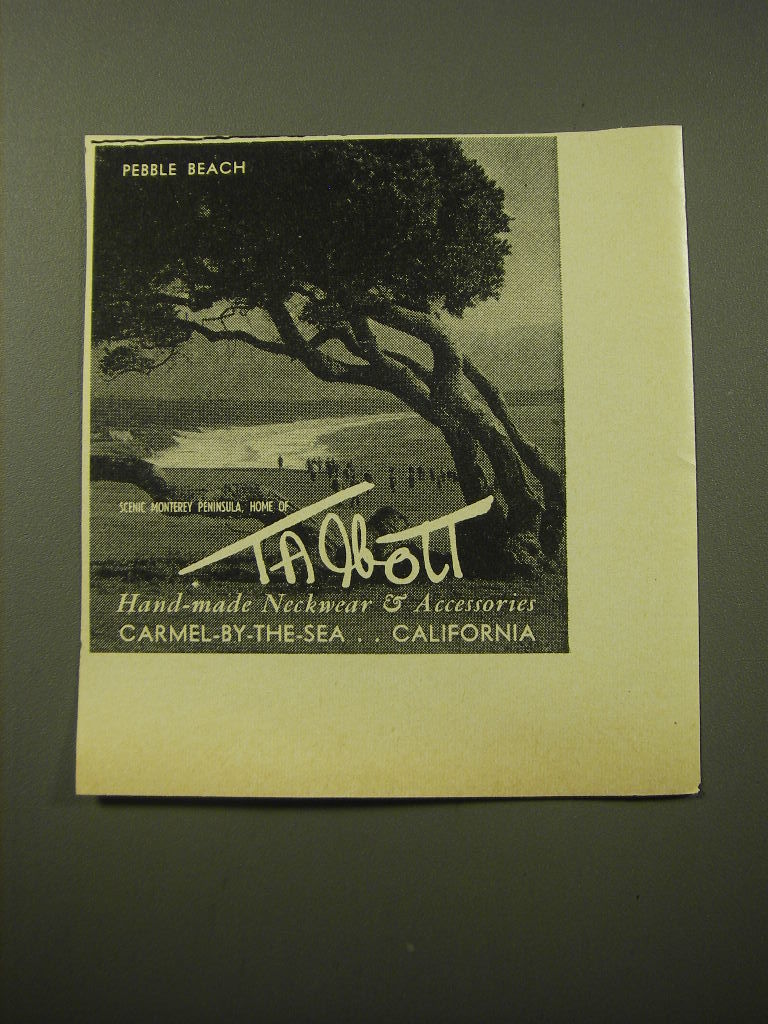 PEBBLE BEACH
SCENIC MONTEREY PENINSULA, HOME OF
TAlbott
Hand-made Neckwear & Accessories
CARMEL-BY-THE-SEA . . CALIFORNIA